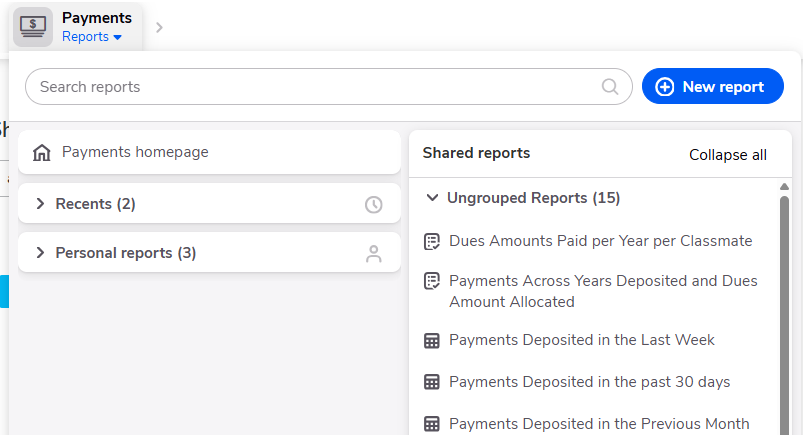 Payments
Reports
Search reports
New report
Payments homepage
Recents (2)
Personal reports (3)
Shared reports
Collapse all
Ungrouped Reports (15)
Dues Amounts Paid per Year per Classmate
Payments Across Years Deposited and Dues
Amount Allocated
Payments Deposited in the Last Week
Payments Deposited in the past 30 days
Payments Deposited in the Previous Month